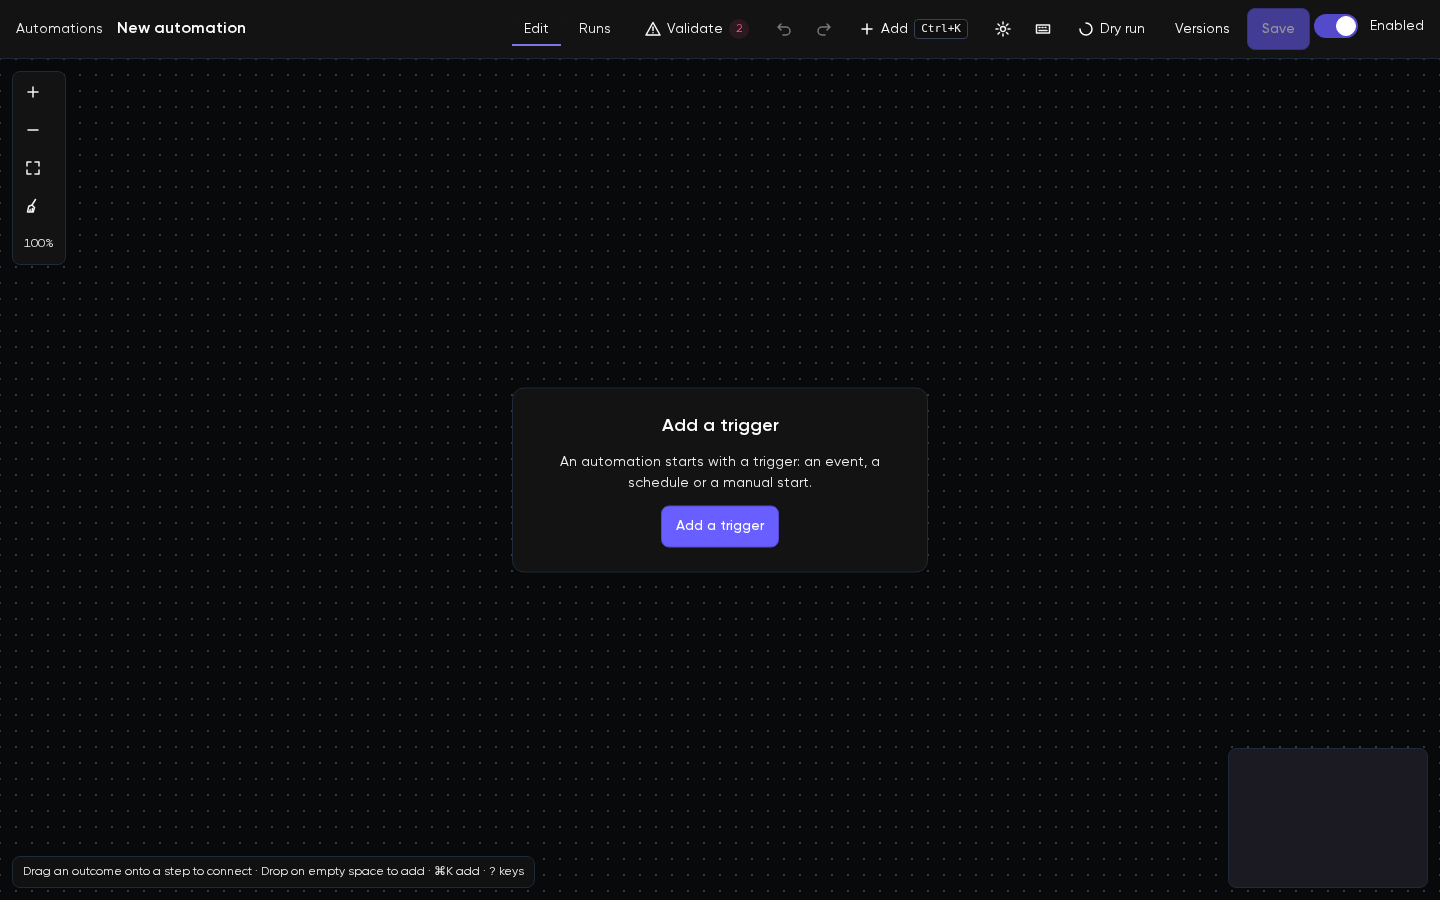 Automations New automation Edit Runs Validate 2 Add Ctrl+K Dry run Versions Save Enabled
100%
Add a trigger
An automation starts with a trigger: an event, a
schedule or a manual start.
Add a trigger
Drag an outcome onto a step to connect · Drop on empty space to add · ⌘K add · ? keys